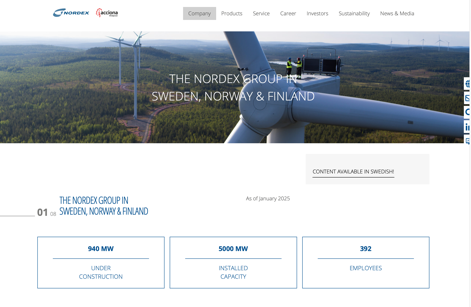 NORDEX acciona
Company Products Service Career Investors Sustainability News & Media
THE NORDEX GROUP IN
SWEDEN, NORWAY & FINLAND
CONTENT AVAILABLE IN SWEDISH!
01
THE NORDEX GROUP IN
SWEDEN, NORWAY & FINLAND
As of January 2025
940 MW
UNDER
CONSTRUCTION
5000 MW
INSTALLED
CAPACITY
392
EMPLOYEES